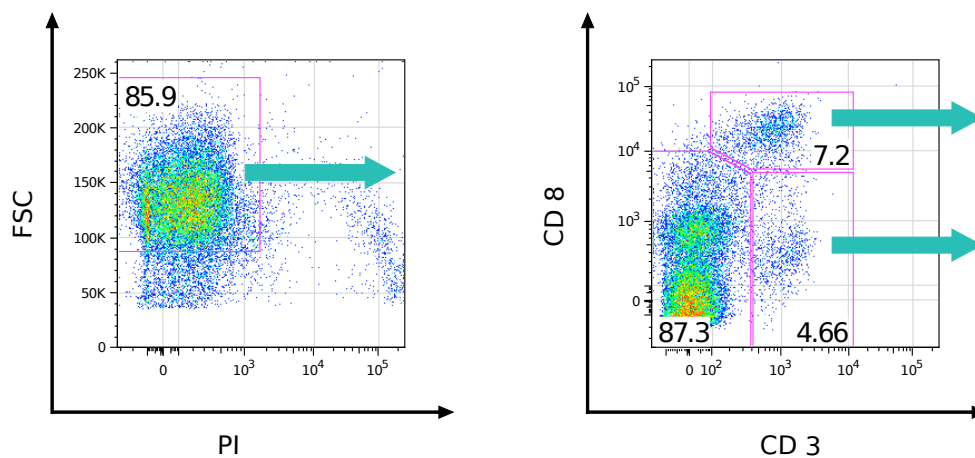 250K
200K
150K
100K
50K
0
85.9
0 10³ 10⁴ 10⁵
FSC
PI
10⁵
10⁴
10³
0
7.2
87.3
4.66
0 10² 10³ 10⁴ 10⁵
CD 8
CD 3